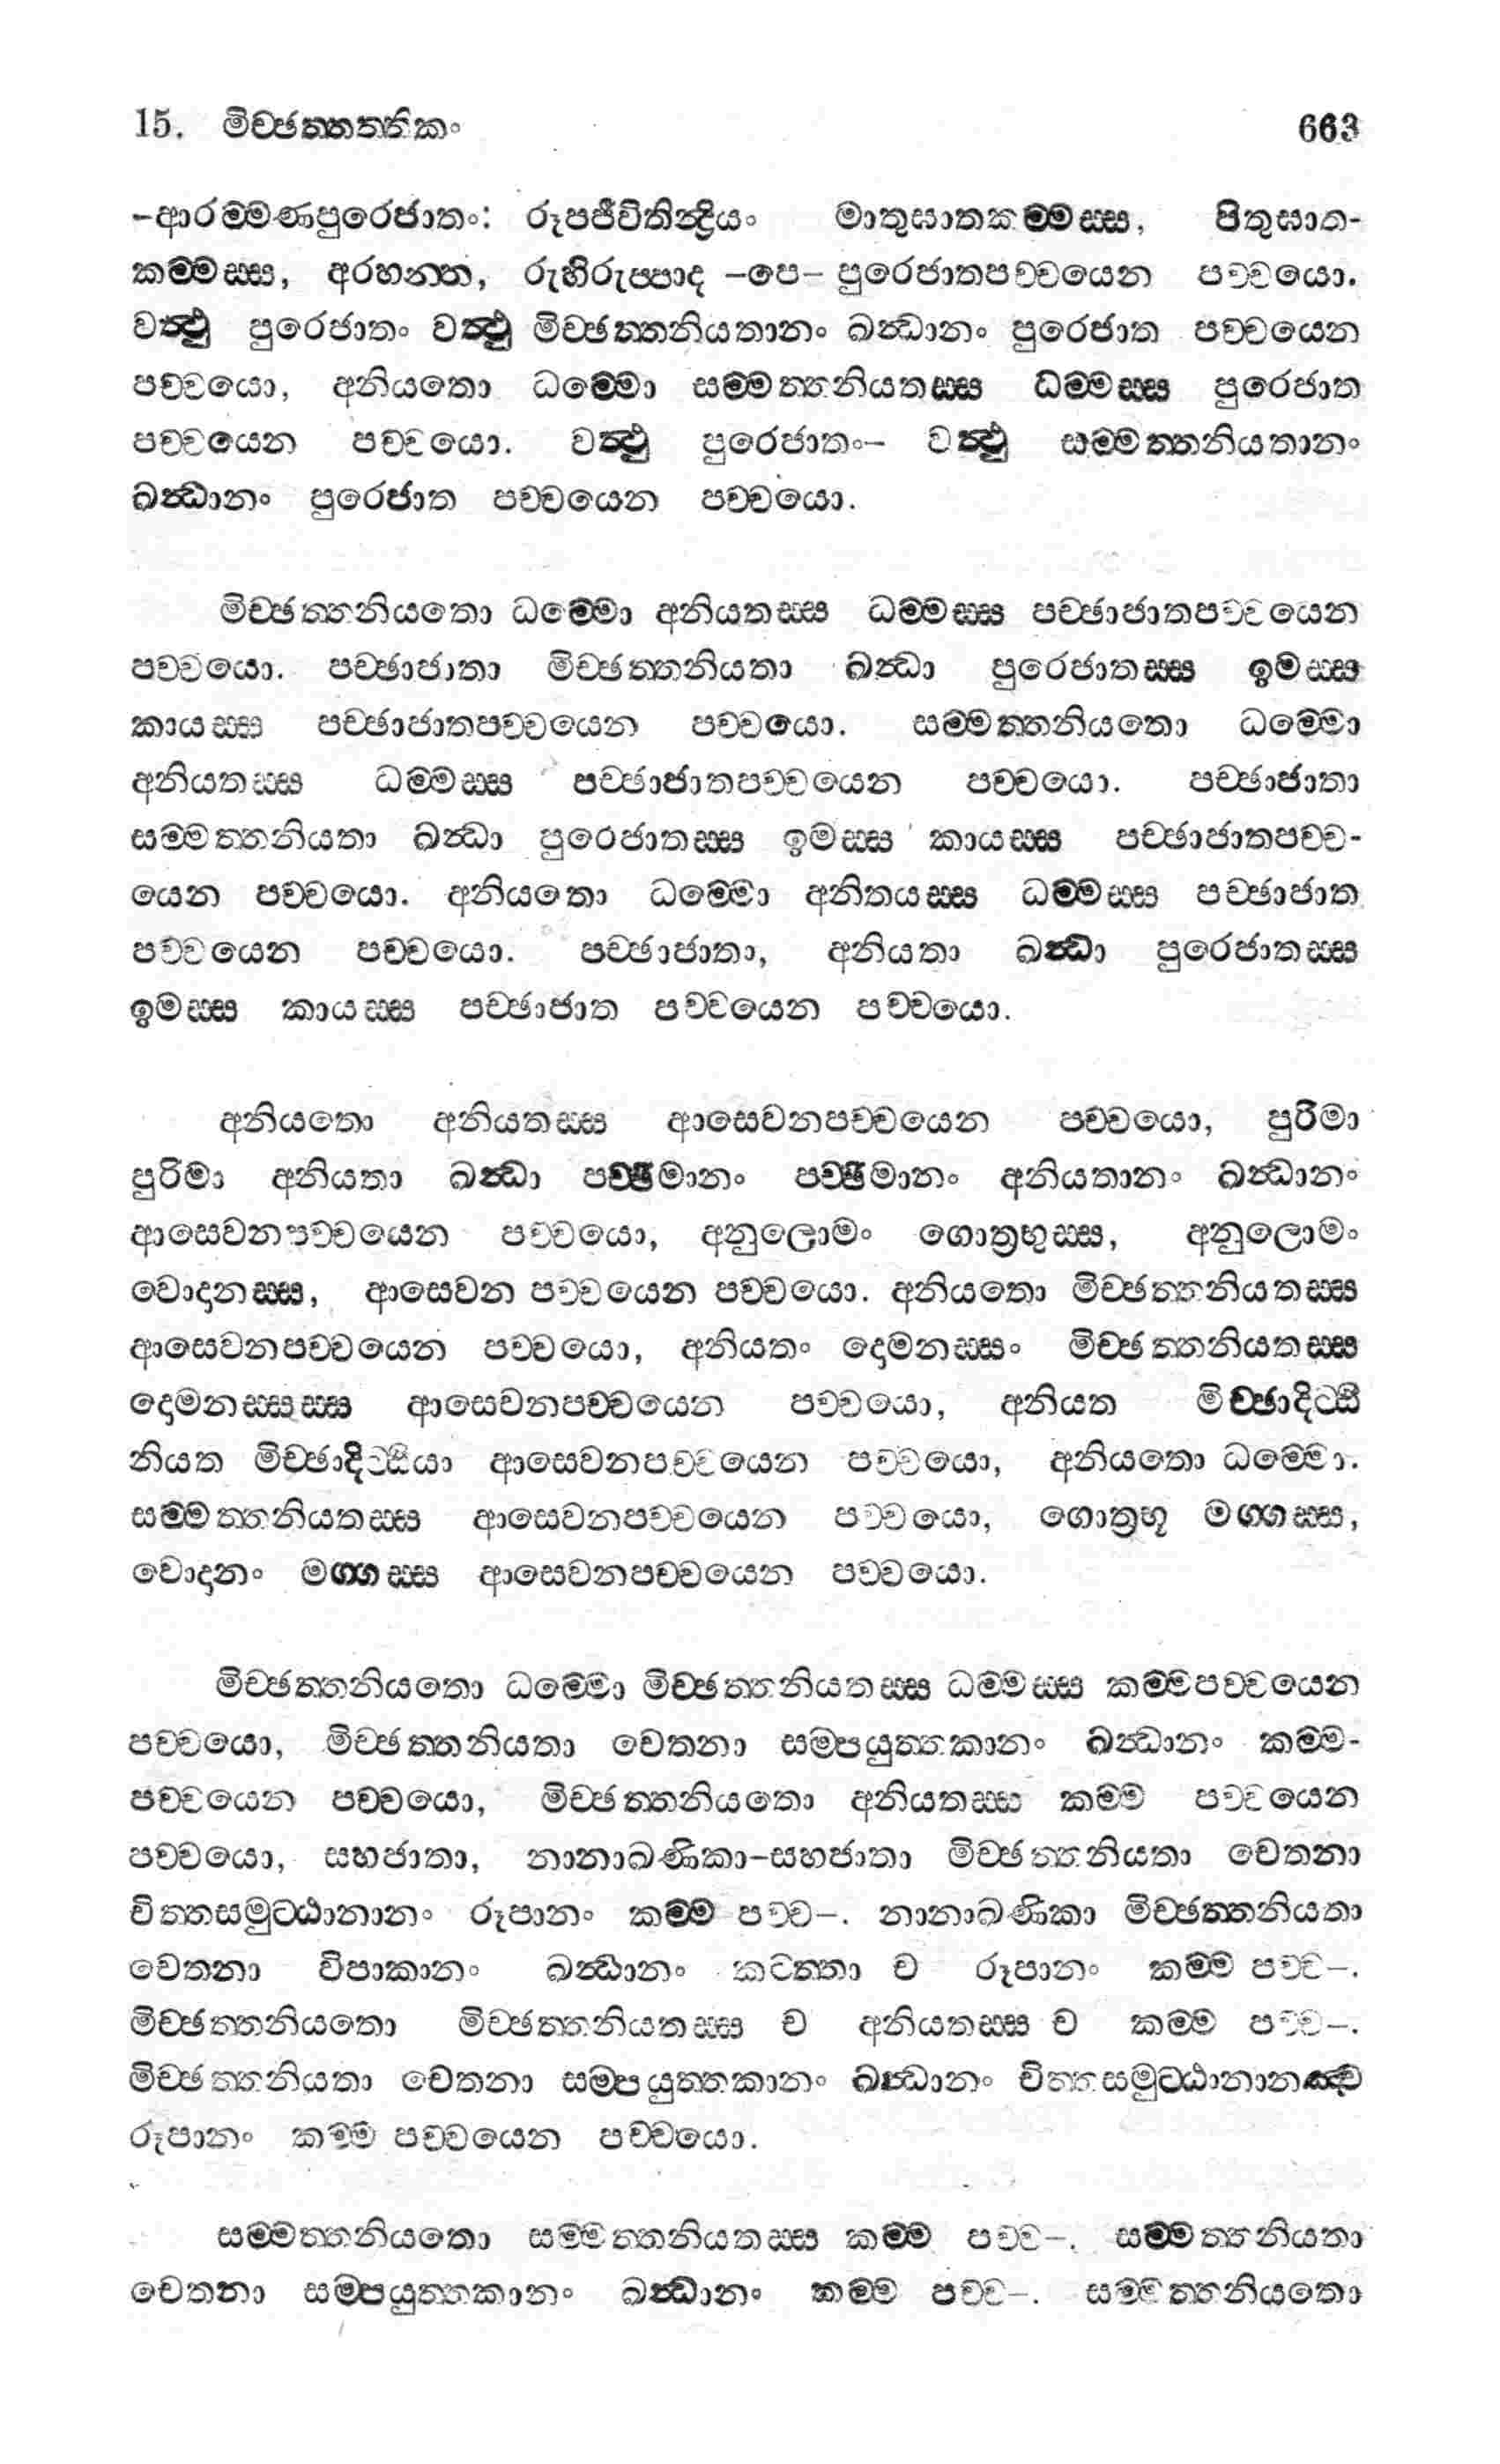 15. මිච්ඡත්තත්තිකං 663
-ආරම්මණපුරෙජාතං: රූපජීවිතින්ද්‍රියං මාතුඝාතකම්මස්ස, පිතුඝාත-
කම්මස්ස, අරහන්ත, රුහිරුප්පාද -පෙ- පුරෙජාතපච්චයෙන පච්චයො.
වත්ථු පුරෙජාතං වත්ථු මිච්ඡත්තනියතානං ඛන්ධානං පුරෙජාත පච්චයෙන
පච්චයො, අනියතො ධම්මො සම්මත්තනියතස්ස ධම්මස්ස පුරෙජාත
පච්චයෙන පච්චයො. වත්ථු පුරෙජාතං- වත්ථු සම්මත්තනියතානං
ඛන්ධානං පුරෙජාත පච්චයෙන පච්චයො.
මිච්ඡත්තනියතො ධම්මො අනියතස්ස ධම්මස්ස පච්ඡාජාතපච්චයෙන
පච්චයො. පච්ඡාජාතා මිච්ඡත්තනියතා ඛන්ධා පුරෙජාතස්ස ඉමස්ස
කායස්ස පච්ඡාජාතපච්චයෙන පච්චයො. සම්මත්තනියතො ධම්මො
අනියතස්ස ධම්මස්ස පච්ඡාජාතපච්චයෙන පච්චයො. පච්ඡාජාතා
සම්මත්තනියතා ඛන්ධා පුරෙජාතස්ස ඉමස්ස කායස්ස පච්ඡාජාතපච්ච-
යෙන පච්චයො. අනියතො ධම්මො අනිතයස්ස ධම්මස්ස පච්ඡාජාත
පච්චයෙන පච්චයො. පච්ඡාජාතා, අනියතා ඛන්ධා පුරෙජාතස්ස
ඉමස්ස කායස්ස පච්ඡාජාත පච්චයෙන පච්චයො.
අනියතො අනියතස්ස ආසෙවනපච්චයෙන පච්චයො, පුරිමා
පුරිමා අනියතා ඛන්ධා පච්ඡිමානං පච්ඡිමානං අනියතානං ඛන්ධානං
ආසෙවනපච්චයෙන පච්චයො, අනුලොමං ගොත්‍රභුස්ස, අනුලොමං
වොදානස්ස, ආසෙවන පච්චයෙන පච්චයො. අනියතො මිච්ඡත්තනියතස්ස
ආසෙවනපච්චයෙන පච්චයො, අනියතං දොමනස්සං මිච්ඡත්තනියතස්ස
දොමනස්සස්ස ආසෙවනපච්චයෙන පච්චයො, අනියත මිච්ඡාදිට්ඨි
නියත මිච්ඡාදිට්ඨියා ආසෙවනපච්චයෙන පච්චයො, අනියතො ධම්මො.
සම්මත්තනියතස්ස ආසෙවනපච්චයෙන පච්චයො, ගොත්‍රභූ මග්ගස්ස,
වොදානං මග්ගස්ස ආසෙවනපච්චයෙන පච්චයො.
මිච්ඡත්තනියතො ධම්මො මිච්ඡත්තනියතස්ස ධම්මස්ස කම්මපච්චයෙන
පච්චයො, මිච්ඡත්තනියතා චෙතනා සම්පයුත්තකානං ඛන්ධානං කම්ම-
පච්චයෙන පච්චයො, මිච්ඡත්තනියතො අනියතස්ස කම්ම පච්චයෙන
පච්චයො, සහජාතා, නානාඛණිකා-සහජාතා මිච්ඡත්තනියතා චෙතනා
චිත්තසමුට්ඨානානං රූපානං කම්ම පච්ච-. නානාඛණිකා මිච්ඡත්තනියතා
චෙතනා විපාකානං ඛන්ධානං කටත්තා ච රූපානං කම්ම පච්ච-.
මිච්ඡත්තනියතො මිච්ඡත්තනියතස්ස ච අනියතස්ස ච කම්ම පච්ච-.
මිච්ඡත්තනියතා චෙතනා සම්පයුත්තකානං ඛන්ධානං චිත්තසමුට්ඨානානඤ්ච
රූපානං කම්ම පච්චයෙන පච්චයො.
සම්මත්තනියතො සම්මත්තනියතස්ස කම්ම පච්ච-. සම්මත්තනියතා
චෙතනා සම්පයුත්තකානං ඛන්ධානං කම්ම පච්ච-. සම්මත්තනියතො